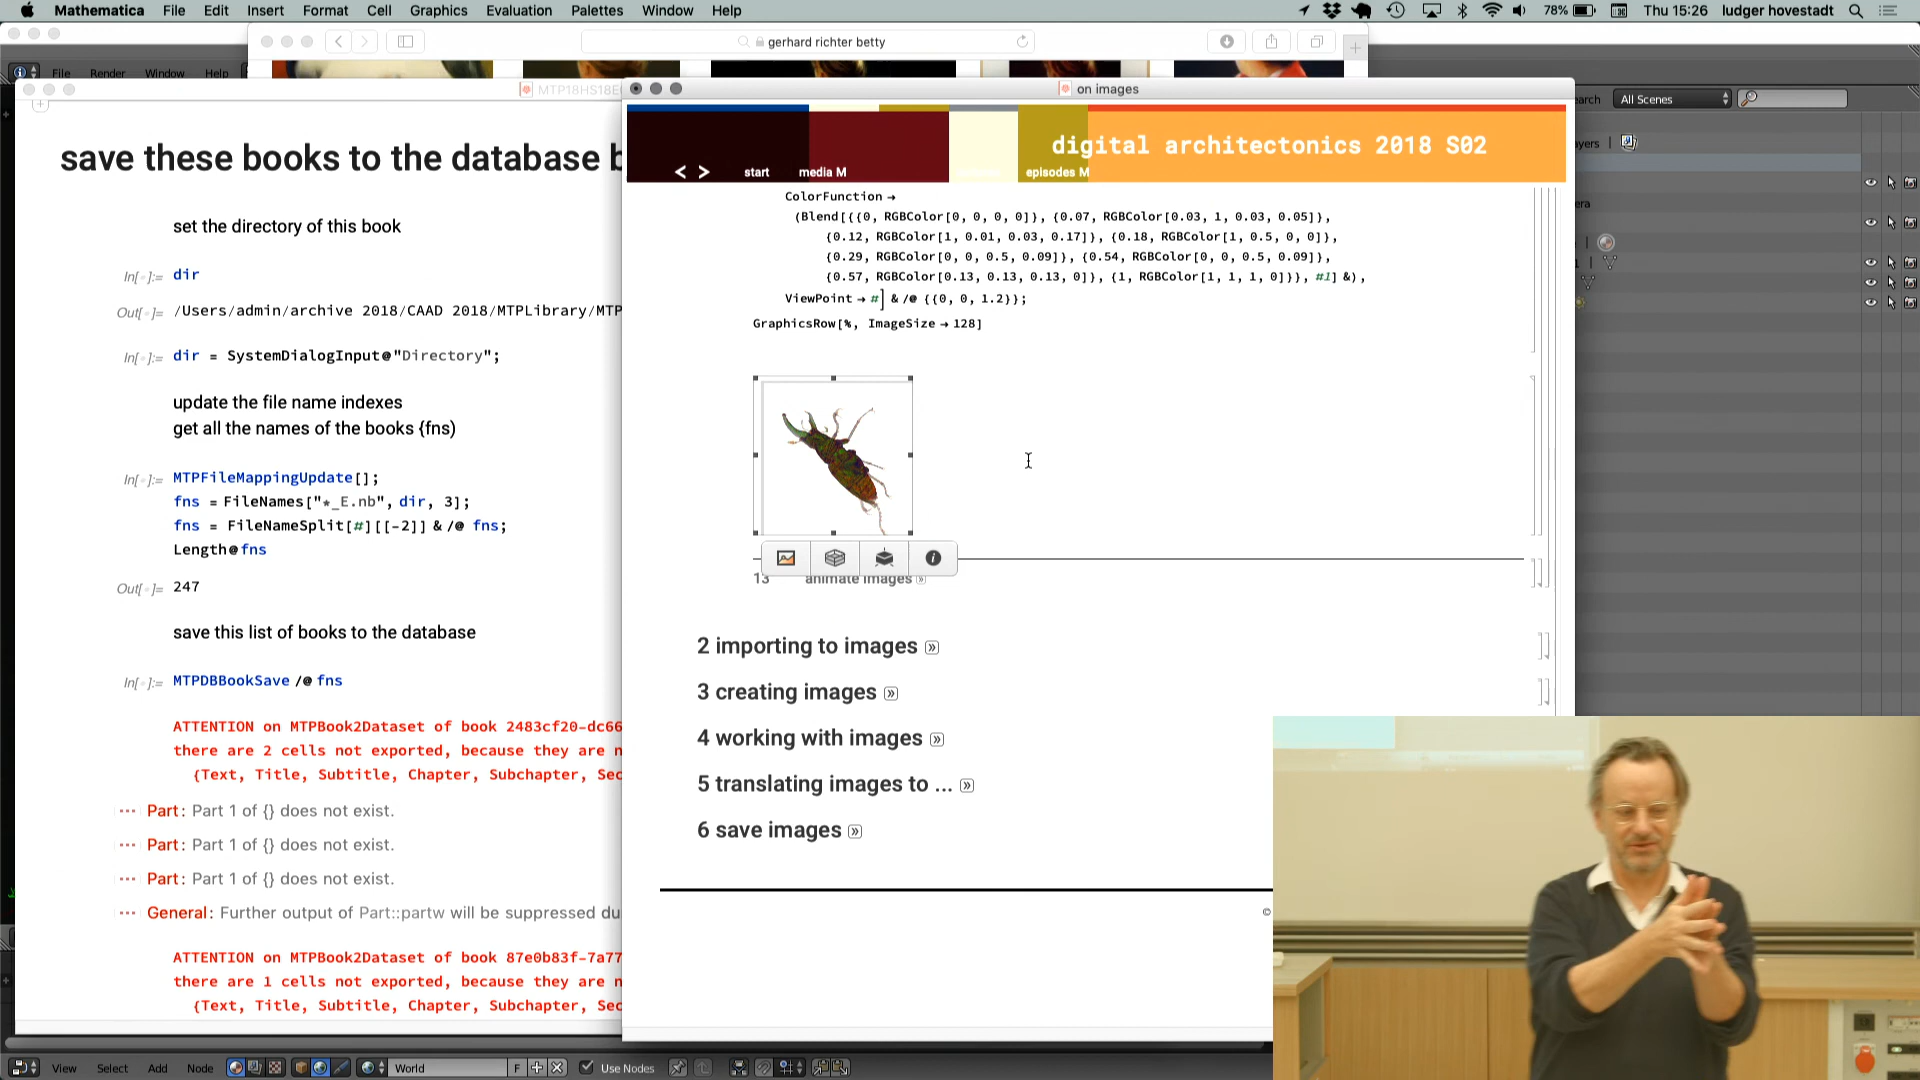 Mathematica File Edit Insert Format Cell Graphics Evaluation Palettes Window Help 78% Thu 15:26 ludger hovestadt
gerhard richter betty
File Render Window Help
MTP18HS18E
on images
arch All Scenes
ayers
era
digital architectonics 2018 S02
< > start media M episodes M
save these books to the database b
set the directory of this book
In[ ]:= dir
Out[ ]= /Users/admin/archive 2018/CAAD 2018/MTPLibrary/MTP
In[ ]:= dir = SystemDialogInput@"Directory";
update the file name indexes
get all the names of the books {fns}
In[ ]:= MTPFileMappingUpdate[];
fns = FileNames["*_E.nb", dir, 3];
fns = FileNameSplit[#][[-2]] & /@ fns;
Length@fns
Out[ ]= 247
save this list of books to the database
In[ ]:= MTPDBBookSave /@ fns
ATTENTION on MTPBook2Dataset of book 2483cf20-dc66
there are 2 cells not exported, because they are n
{Text, Title, Subtitle, Chapter, Subchapter, Sec
Part: Part 1 of {} does not exist.
Part: Part 1 of {} does not exist.
Part: Part 1 of {} does not exist.
General: Further output of Part::partw will be suppressed du
ATTENTION on MTPBook2Dataset of book 87e0b83f-7a77
there are 1 cells not exported, because they are n
{Text, Title, Subtitle, Chapter, Subchapter, Sec
ColorFunction →
(Blend[{{0, RGBColor[0, 0, 0, 0]}, {0.07, RGBColor[0.03, 1, 0.03, 0.05]},
{0.12, RGBColor[1, 0.01, 0.03, 0.17]}, {0.18, RGBColor[1, 0.5, 0, 0]},
{0.29, RGBColor[0, 0, 0.5, 0.09]}, {0.54, RGBColor[0, 0, 0.5, 0.09]},
{0.57, RGBColor[0.13, 0.13, 0.13, 0]}, {1, RGBColor[1, 1, 1, 0]}}, #1] &),
ViewPoint → #] & /@ {{0, 0, 1.2}};
GraphicsRow[%, ImageSize → 128]
13 animate images
2 importing to images
3 creating images
4 working with images
5 translating images to ...
6 save images
©
View Select Add Node World F Use Nodes